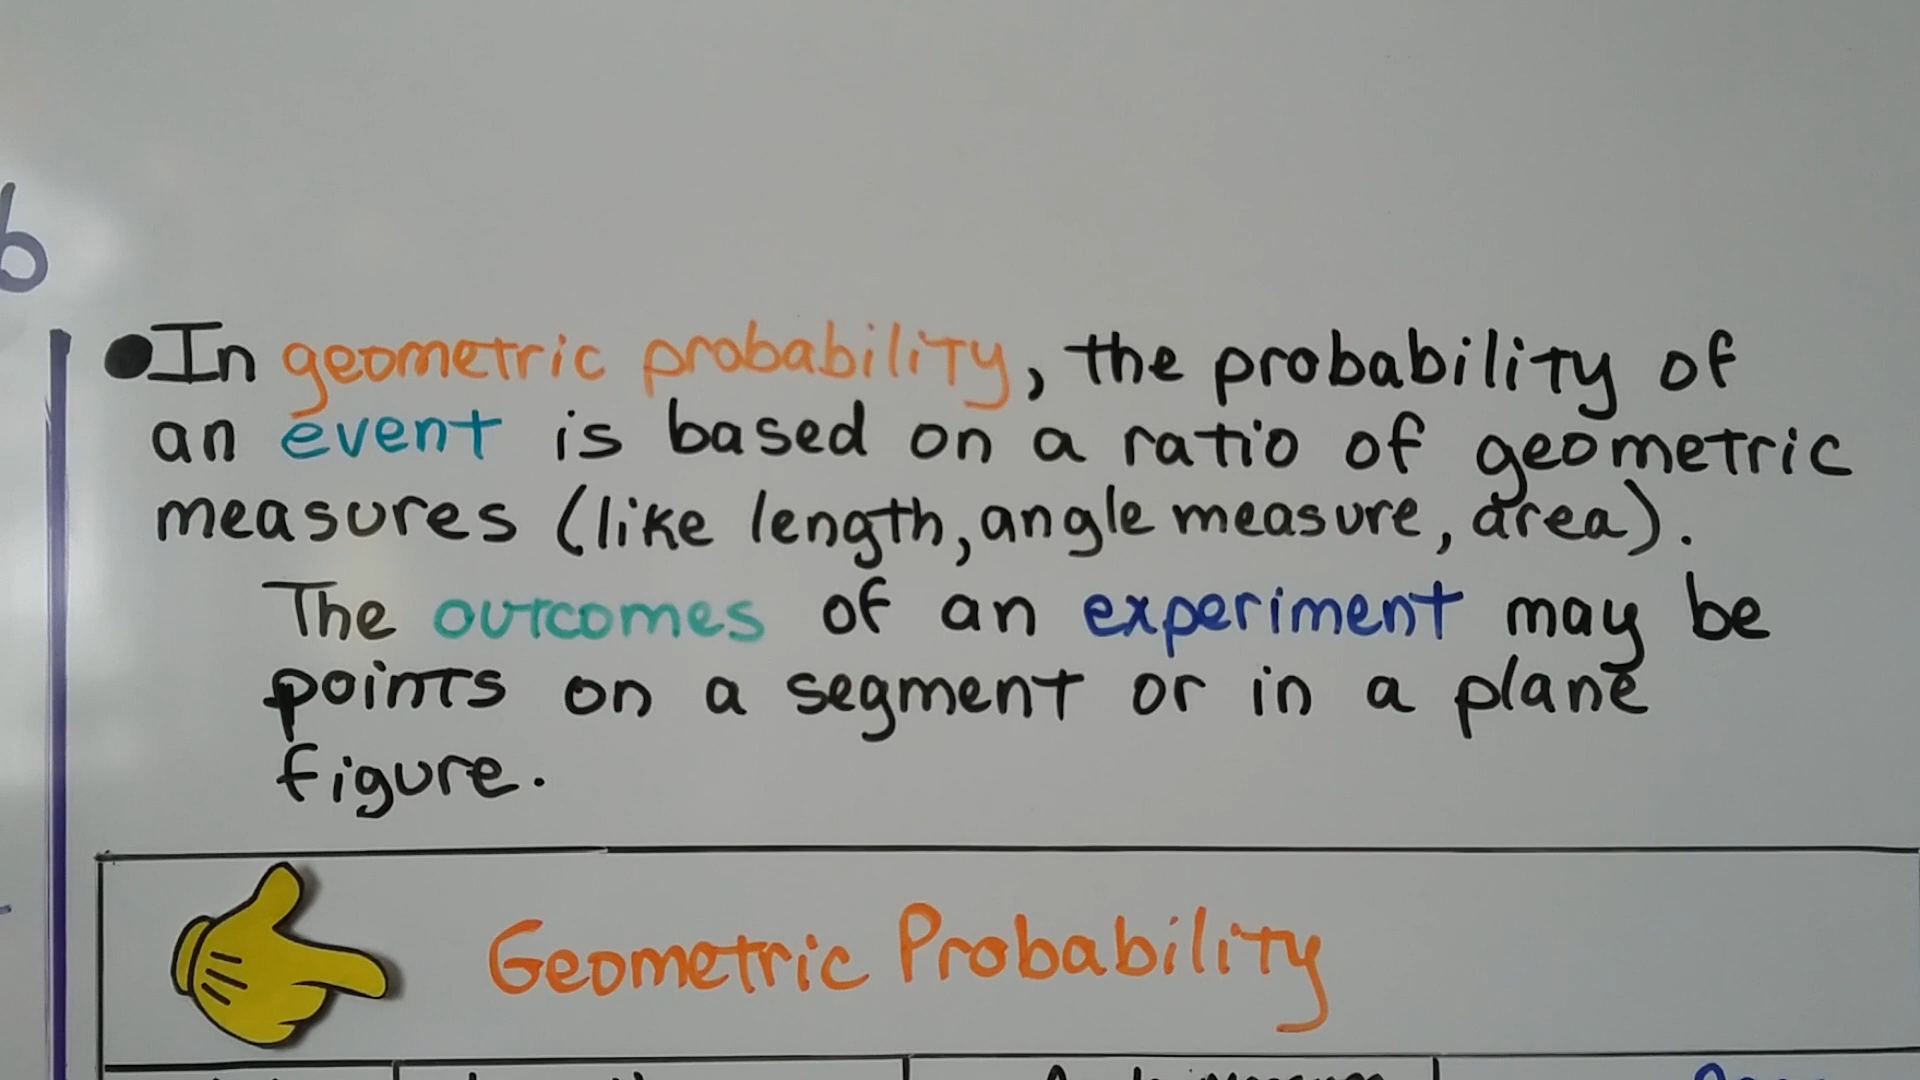 6
●In geometric probability, the probability of
an event is based on a ratio of geometric
measures (like length, angle measure, area).
The outcomes of an experiment may be
points on a segment or in a plane
figure.
Geometric Probability